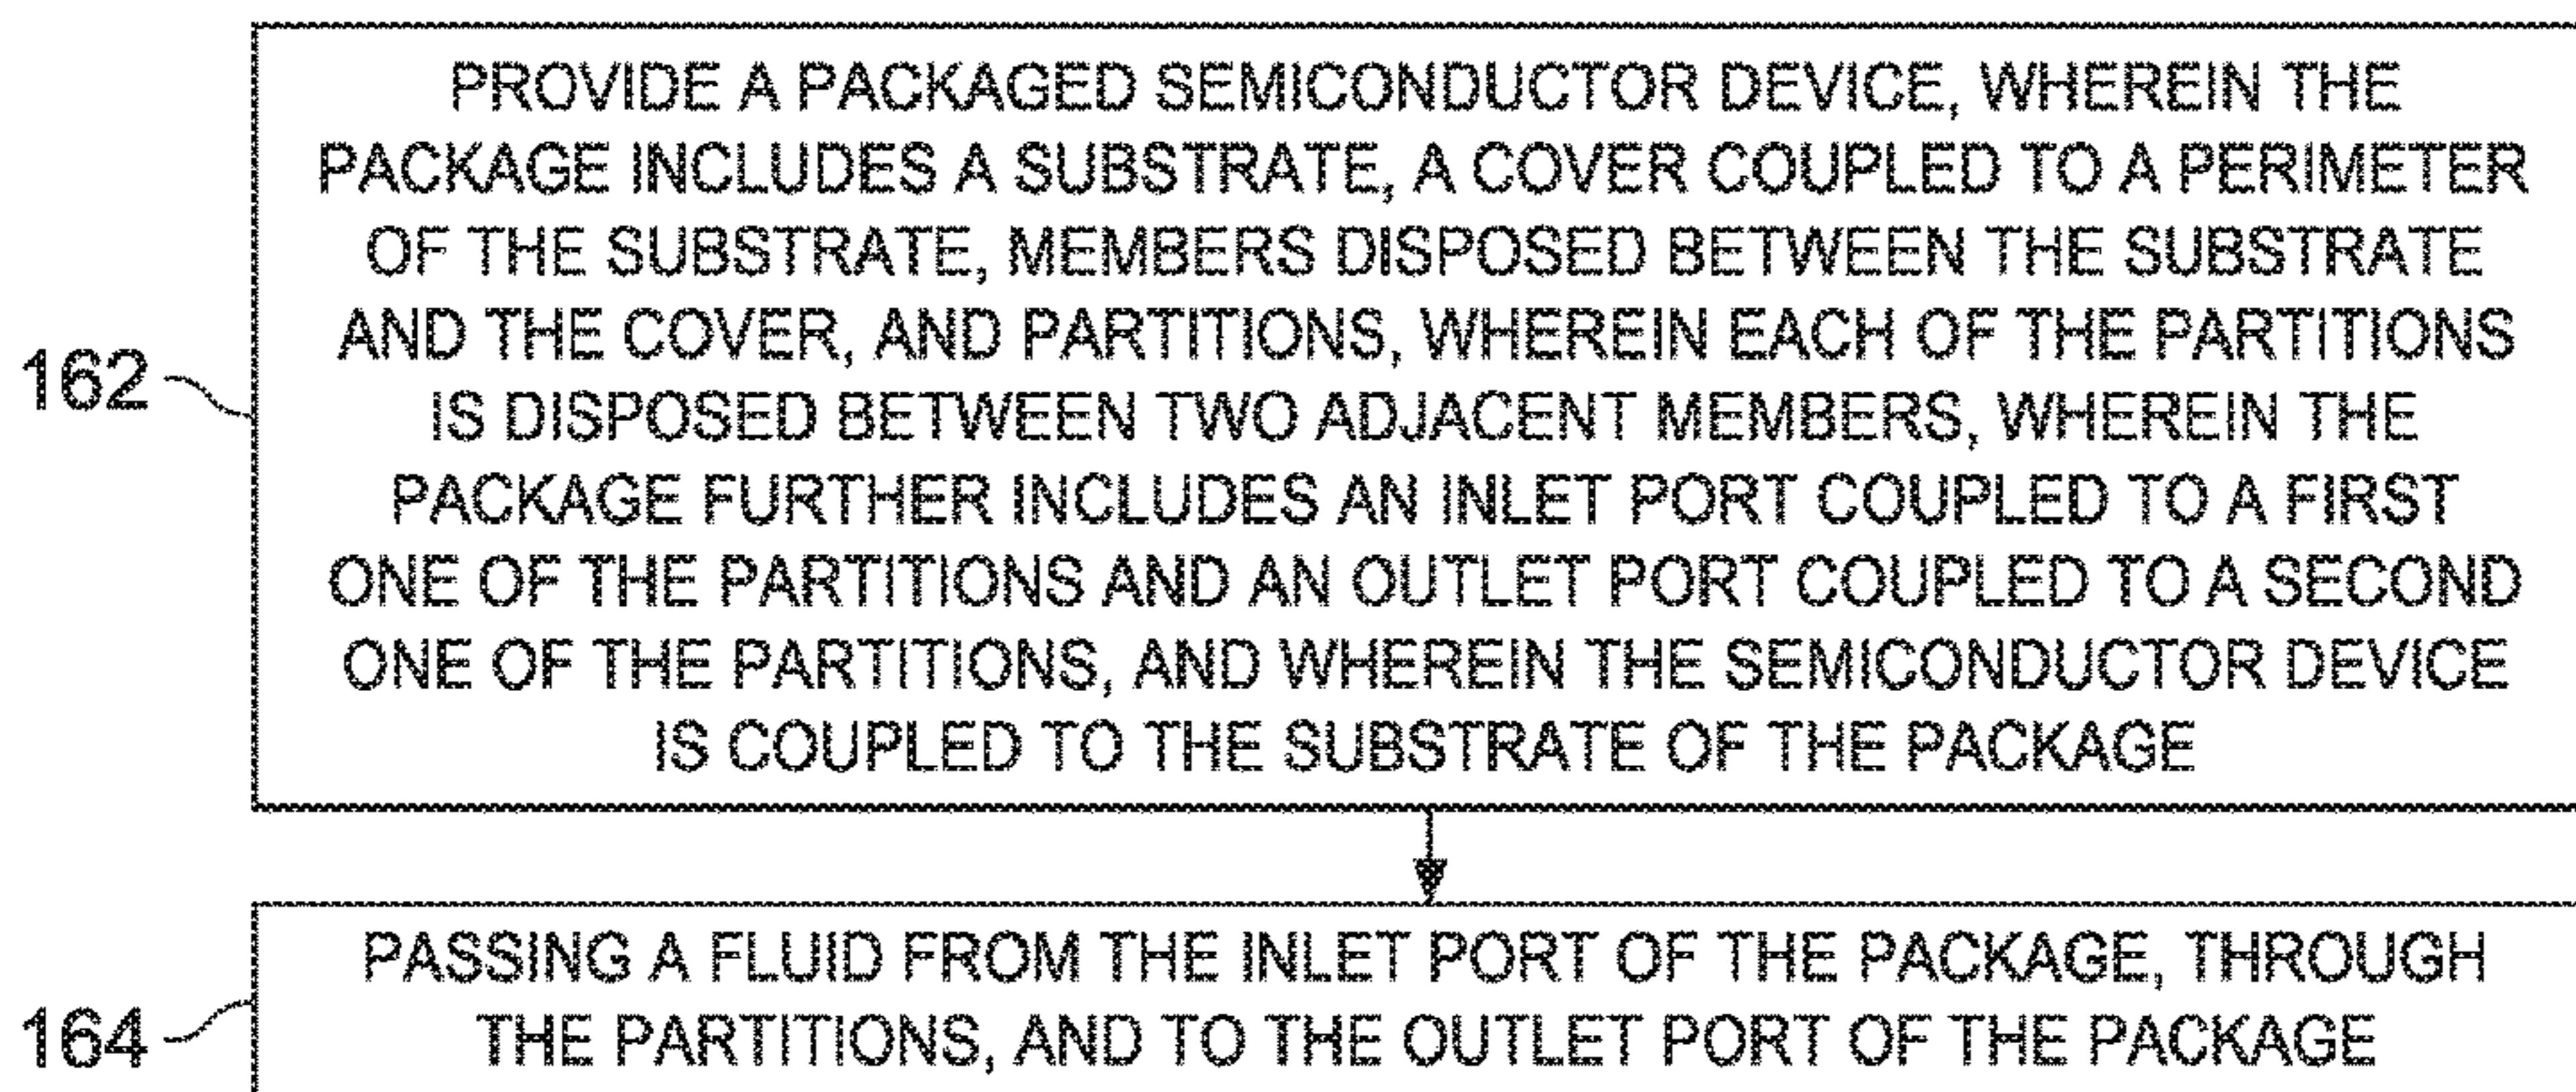 PROVIDE A PACKAGED SEMICONDUCTOR DEVICE, WHEREIN THE
PACKAGE INCLUDES A SUBSTRATE, A COVER COUPLED TO A PERIMETER
OF THE SUBSTRATE, MEMBERS DISPOSED BETWEEN THE SUBSTRATE
AND THE COVER, AND PARTITIONS, WHEREIN EACH OF THE PARTITIONS
162
IS DISPOSED BETWEEN TWO ADJACENT MEMBERS, WHEREIN THE
PACKAGE FURTHER INCLUDES AN INLET PORT COUPLED TO A FIRST
ONE OF THE PARTITIONS AND AN OUTLET PORT COUPLED TO A SECOND
ONE OF THE PARTITIONS, AND WHEREIN THE SEMICONDUCTOR DEVICE
IS COUPLED TO THE SUBSTRATE OF THE PACKAGE
PASSING A FLUID FROM THE INLET PORT OF THE PACKAGE, THROUGH
164
THE PARTITIONS, AND TO THE OUTLET PORT OF THE PACKAGE